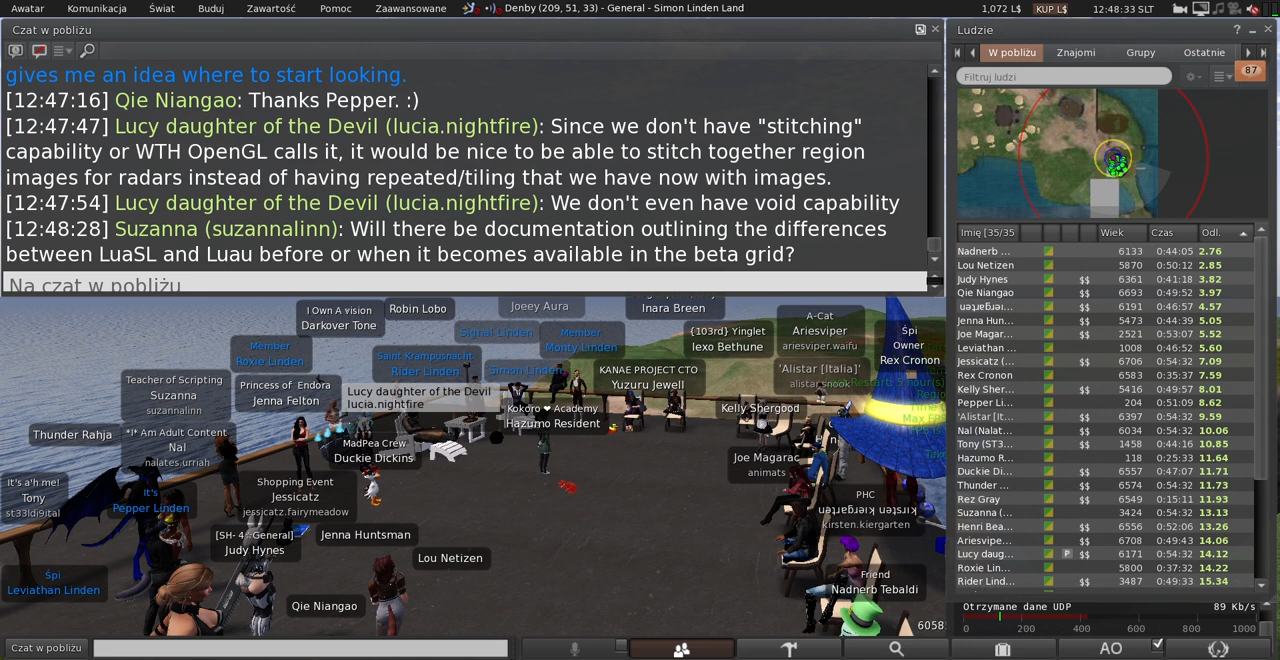 Awatar Komunikacja Świat Buduj Zawartość Pomoc Zaawansowane Denby (209, 51, 33) - General - Simon Linden Land 1,072 L$ KUP L$ 12:48:33 SLT
Czat w pobliżu
gives me an idea where to start looking.
[12:47:16] Qie Niangao: Thanks Pepper. :)
[12:47:47] Lucy daughter of the Devil (lucia.nightfire): Since we don't have "stitching"
capability or WTH OpenGL calls it, it would be nice to be able to stitch together region
images for radars instead of having reproced/tiling that we have now with images.
[12:47:54] Lucy daughter of the Devil (lucia.nightfire): We don't even have void capability
[12:48:28] Suzanna (suzannalinn): Will there be documentation outlining the differences
between LuaSL and Luau before or when it becomes available in the beta grid?
Na czat w pobliżu
I Own A vision
Darkover Tone
Robin Lobo
Joeey Aura
Inara Breen
Signal Linden
Member
Monty Linden
{103rd} Yinglet
Iexo Bethune
A-Cat
Ariesviper
ariesviper.waifu
Śpi
Owner
Rex Cronon
Member
Roxie Linden
Saint Krampusnacht
Rider Linden
Simon Linden
KANAE PROJECT CTO
Yuzuru Jewell
'Alistar [Italia]'
alistar.snook
Teacher of Scripting
Suzanna
suzannalinn
Princess of Endora
Jenna Felton
Lucy daughter of the Devil
lucia.nightfire
Kokoro ❤ Academy
Hazumo Resident
Kelly Shergood
Thunder Rahja
*I* Am Adult Content
Nal
nalates.urriah
MadPea Crew
Duckie Dickins
Joe Magarac
animats
It's a'h me!
Tony
st33ldi9ital
It's
Pepper Linden
Shopping Event
Jessicatz
jessicatz.fairymeadow
PHC
kirsten.kiergarten
[SH- 4☆General]
Judy Hynes
Jenna Huntsman
Lou Netizen
Śpi
Leviathan Linden
Qie Niangao
Friend
Nadnerb Tebaldi
6058
Czat w pobliżu
Ludzie
W pobliżu Znajomi Grupy Ostatnie
Filtruj ludzi
87
Imię [35/35 Wiek Czas Odl.
Nadnerb ... 6133 0:44:05 2.76
Lou Netizen 5870 0:50:12 2.85
Judy Hynes $$ 6361 0:41:18 3.82
Qie Niangao $$ 6693 0:49:52 3.97
$$ 6191 0:46:57 4.57
Jenna Hun... $$ 5473 0:44:39 5.05
Joe Magar... $$ 2521 0:53:07 5.52
Leviathan ... 1008 0:46:52 5.60
Jessicatz (... $$ 6706 0:54:32 7.09
Rex Cronon 6583 0:35:37 7.59
Kelly Sher... $$ 5416 0:49:57 8.01
Pepper Li... 204 0:51:09 8.62
'Alistar [It... $$ 6397 0:54:32 9.59
Nal (Nalat... $$ 6034 0:54:32 10.06
Tony (ST3... $$ 1458 0:44:16 10.85
Hazumo R... 118 0:25:33 11.64
Duckie Di... $$ 6557 0:47:07 11.71
Thunder ... $$ 6574 0:54:32 11.73
Rez Gray $$ 6549 0:15:11 11.93
Suzanna (... 3424 0:54:32 13.13
Henri Bea... $$ 6556 0:52:06 13.26
Ariesvipe... $$ 6708 0:49:43 14.06
Lucy daug... P $$ 6171 0:54:32 14.12
Roxie Lin... 5800 0:37:32 14.22
Rider Lind... $$ 3487 0:49:33 15.34
Otrzymane dane UDP 89 Kb/s
0 200 400 600 800 1000
AO